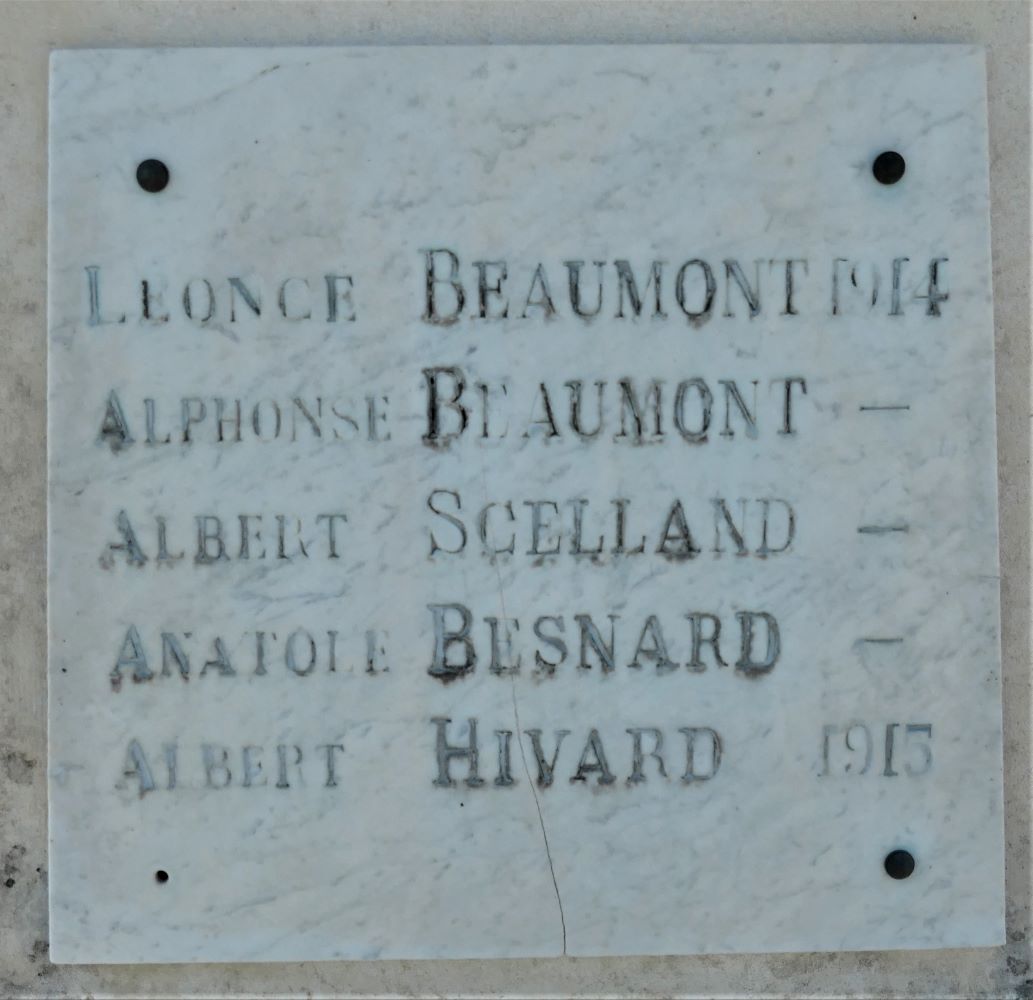 LEONCE BEAUMONT 1914
ALPHONSE BEAUMONT —
ALBERT SCELLAND —
ANATOLE BESNARD —
ALBERT HIVARD 1915